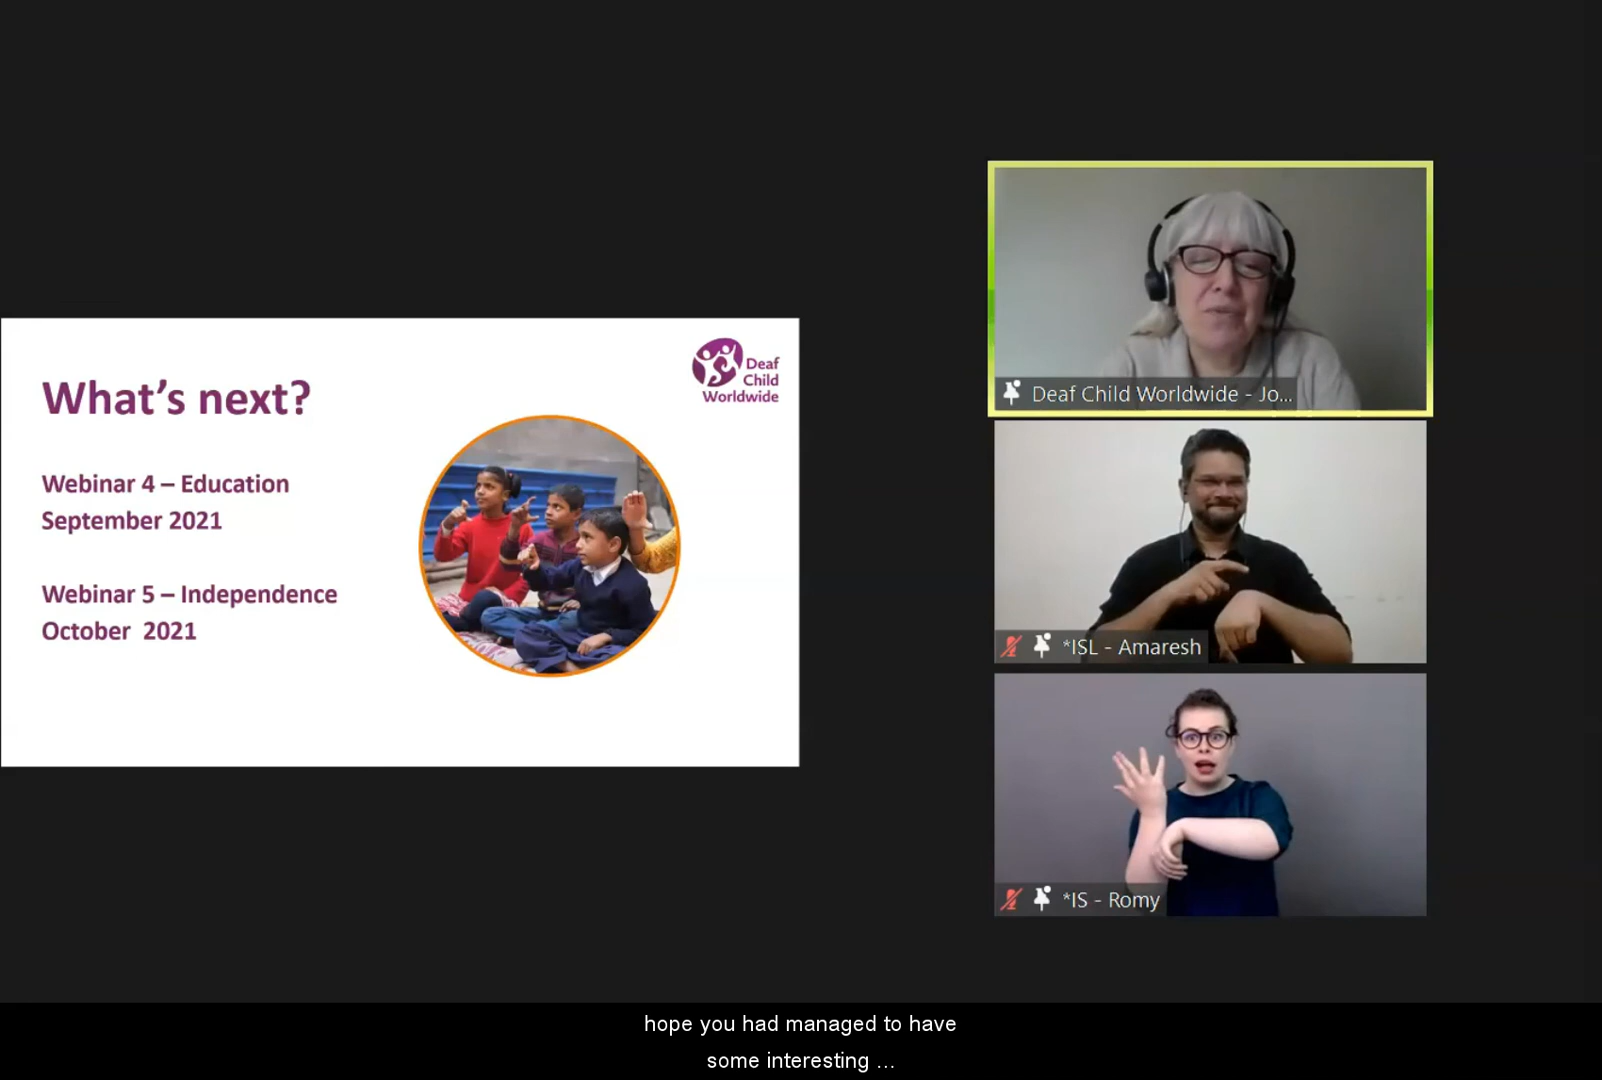 What's next?
Deaf
Child
Worldwide
Webinar 4 – Education
September 2021
Webinar 5 – Independence
October 2021
Deaf Child Worldwide - Jo...
*ISL - Amaresh
*IS - Romy
hope you had managed to have
some interesting ...